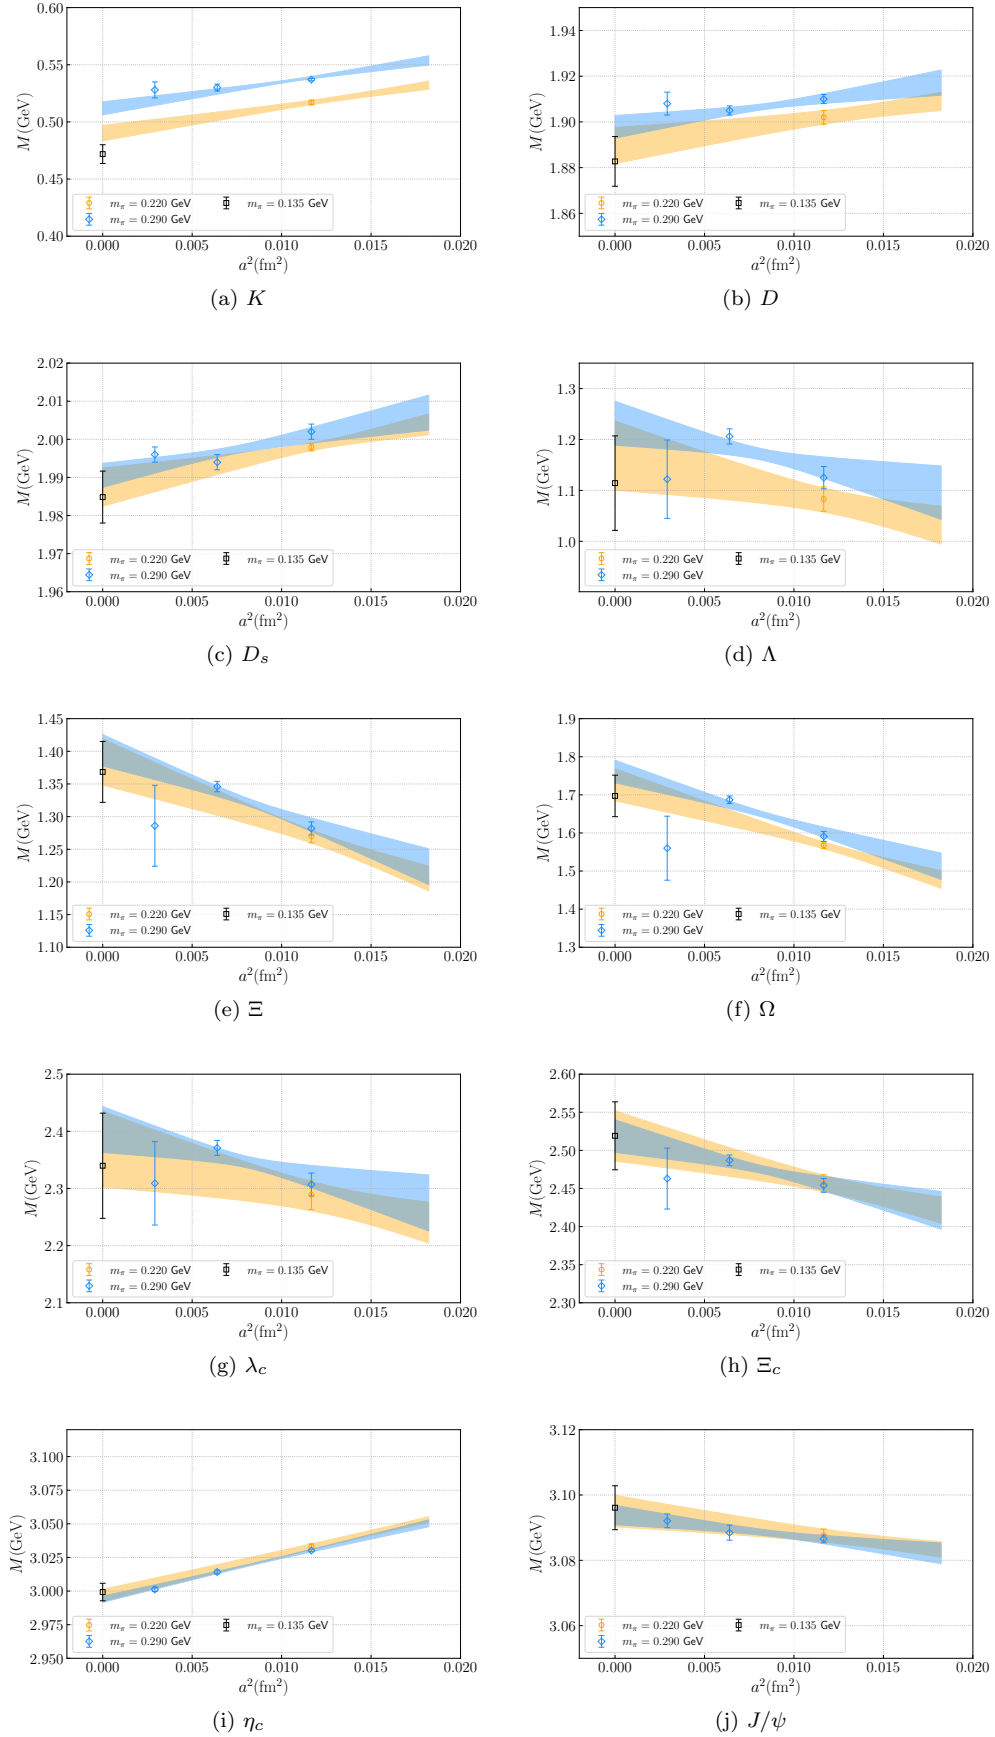 0.60
0.55
0.50
0.45
0.40
M(GeV)
mπ = 0.220 GeV
mπ = 0.290 GeV
mπ = 0.135 GeV
0.000 0.005 0.010 0.015 0.020
a²(fm²)
(a) K
1.94
1.92
1.90
1.88
1.86
M(GeV)
mπ = 0.220 GeV
mπ = 0.290 GeV
mπ = 0.135 GeV
0.000 0.005 0.010 0.015 0.020
a²(fm²)
(b) D
2.02
2.01
2.00
1.99
1.98
1.97
1.96
M(GeV)
mπ = 0.220 GeV
mπ = 0.290 GeV
mπ = 0.135 GeV
0.000 0.005 0.010 0.015 0.020
a²(fm²)
(c) Ds
1.3
1.2
1.1
1.0
M(GeV)
mπ = 0.220 GeV
mπ = 0.290 GeV
mπ = 0.135 GeV
0.000 0.005 0.010 0.015 0.020
a²(fm²)
(d) Λ
1.45
1.40
1.35
1.30
1.25
1.20
1.15
1.10
M(GeV)
mπ = 0.220 GeV
mπ = 0.290 GeV
mπ = 0.135 GeV
0.000 0.005 0.010 0.015 0.020
a²(fm²)
(e) Ξ
1.9
1.8
1.7
1.6
1.5
1.4
1.3
M(GeV)
mπ = 0.220 GeV
mπ = 0.290 GeV
mπ = 0.135 GeV
0.000 0.005 0.010 0.015 0.020
a²(fm²)
(f) Ω
2.5
2.4
2.3
2.2
2.1
M(GeV)
mπ = 0.220 GeV
mπ = 0.290 GeV
mπ = 0.135 GeV
0.000 0.005 0.010 0.015 0.020
a²(fm²)
(g) λc
2.60
2.55
2.50
2.45
2.40
2.35
2.30
M(GeV)
mπ = 0.220 GeV
mπ = 0.290 GeV
mπ = 0.135 GeV
0.000 0.005 0.010 0.015 0.020
a²(fm²)
(h) Ξc
3.100
3.075
3.050
3.025
3.000
2.975
2.950
M(GeV)
mπ = 0.220 GeV
mπ = 0.290 GeV
mπ = 0.135 GeV
0.000 0.005 0.010 0.015 0.020
a²(fm²)
(i) ηc
3.12
3.10
3.08
3.06
M(GeV)
mπ = 0.220 GeV
mπ = 0.290 GeV
mπ = 0.135 GeV
0.000 0.005 0.010 0.015 0.020
a²(fm²)
(j) J/ψ